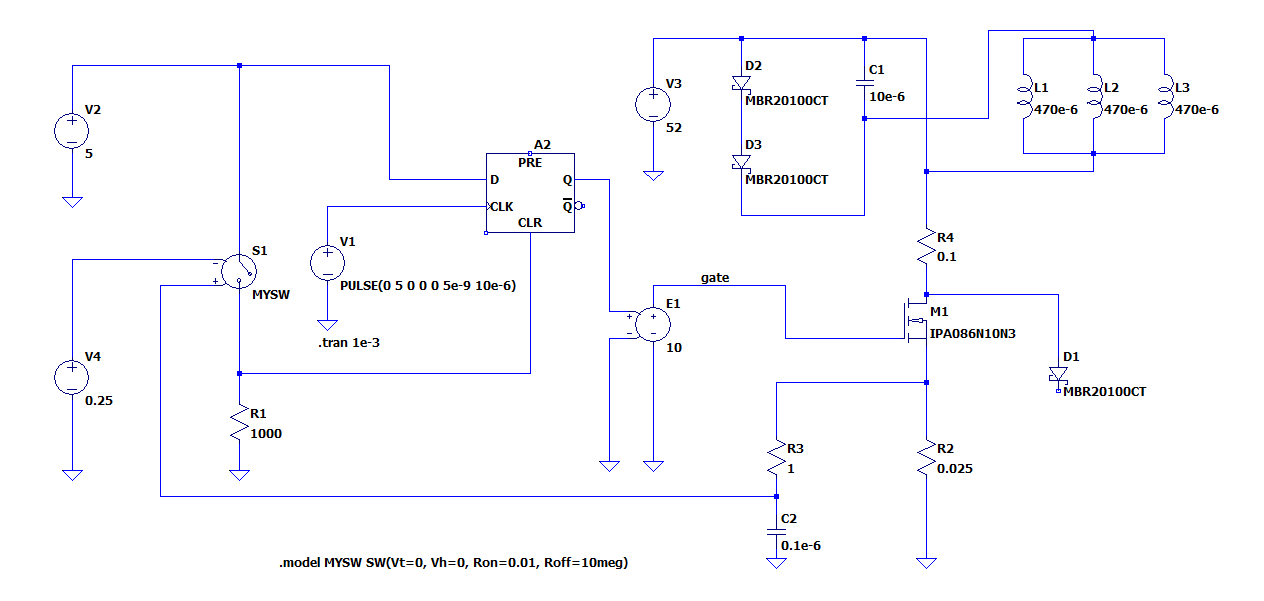 V2
5
S1
MYSW
V4
0.25
R1
1000
V1
PULSE(0 5 0 0 0 5e-9 10e-6)
.tran 1e-3
A2
PRE
D
Q
CLK
Q
CLR
E1
10
gate
V3
52
D2
MBR20100CT
D3
MBR20100CT
C1
10e-6
L1
470e-6
L2
470e-6
L3
470e-6
R4
0.1
M1
IPA086N10N3
D1
MBR20100CT
R3
1
R2
0.025
C2
0.1e-6
.model MYSW SW(Vt=0, Vh=0, Ron=0.01, Roff=10meg)